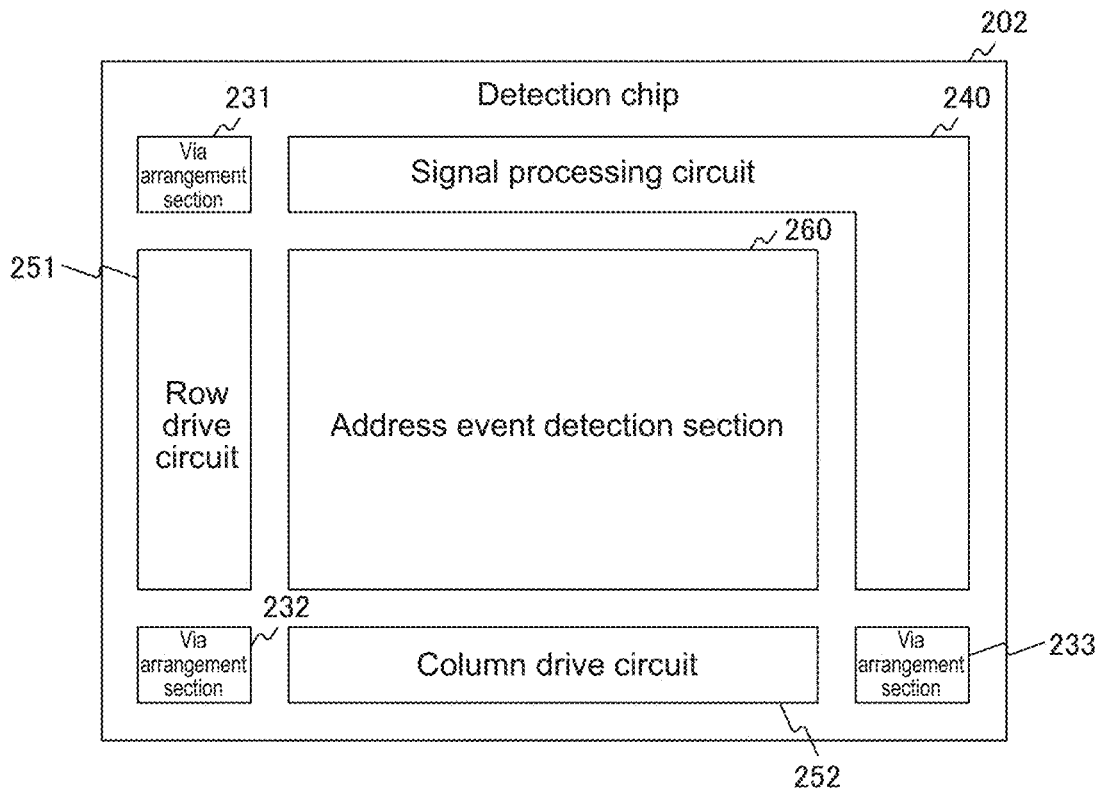 202
Detection chip
231
240
Via
arrangement
section
Signal processing circuit
260
251
Row
drive
circuit
Address event detection section
232
Via
arrangement
section
Column drive circuit
Via
arrangement
section
233
252